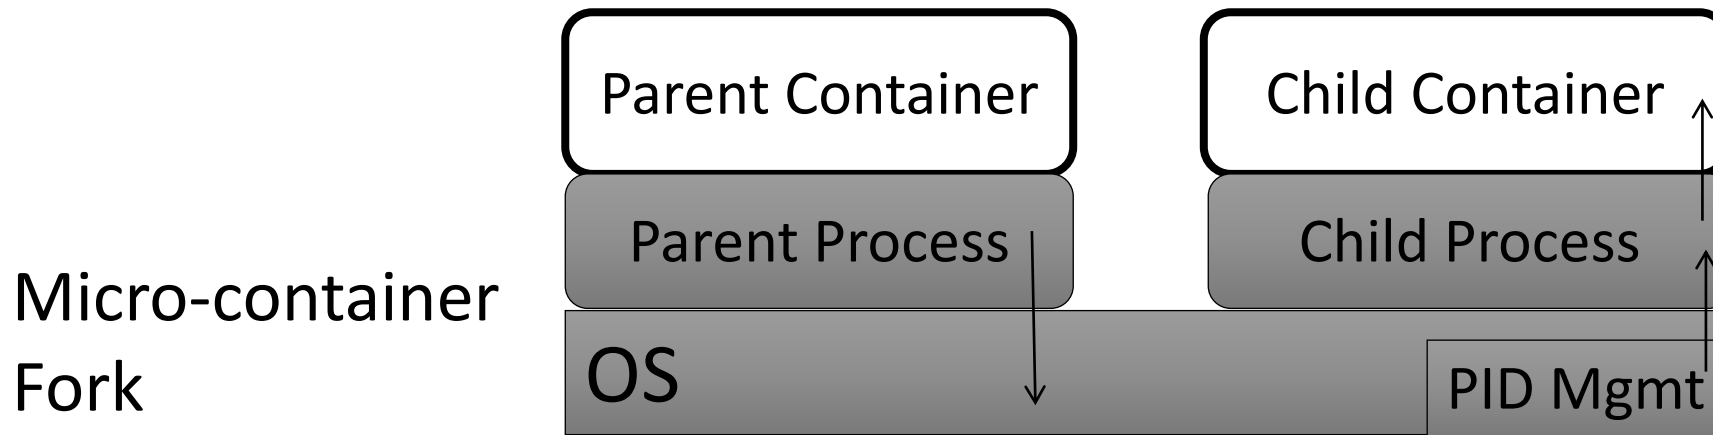 Parent Container
Child Container
Parent Process
Child Process
Micro-container
Fork
OS
PID Mgmt